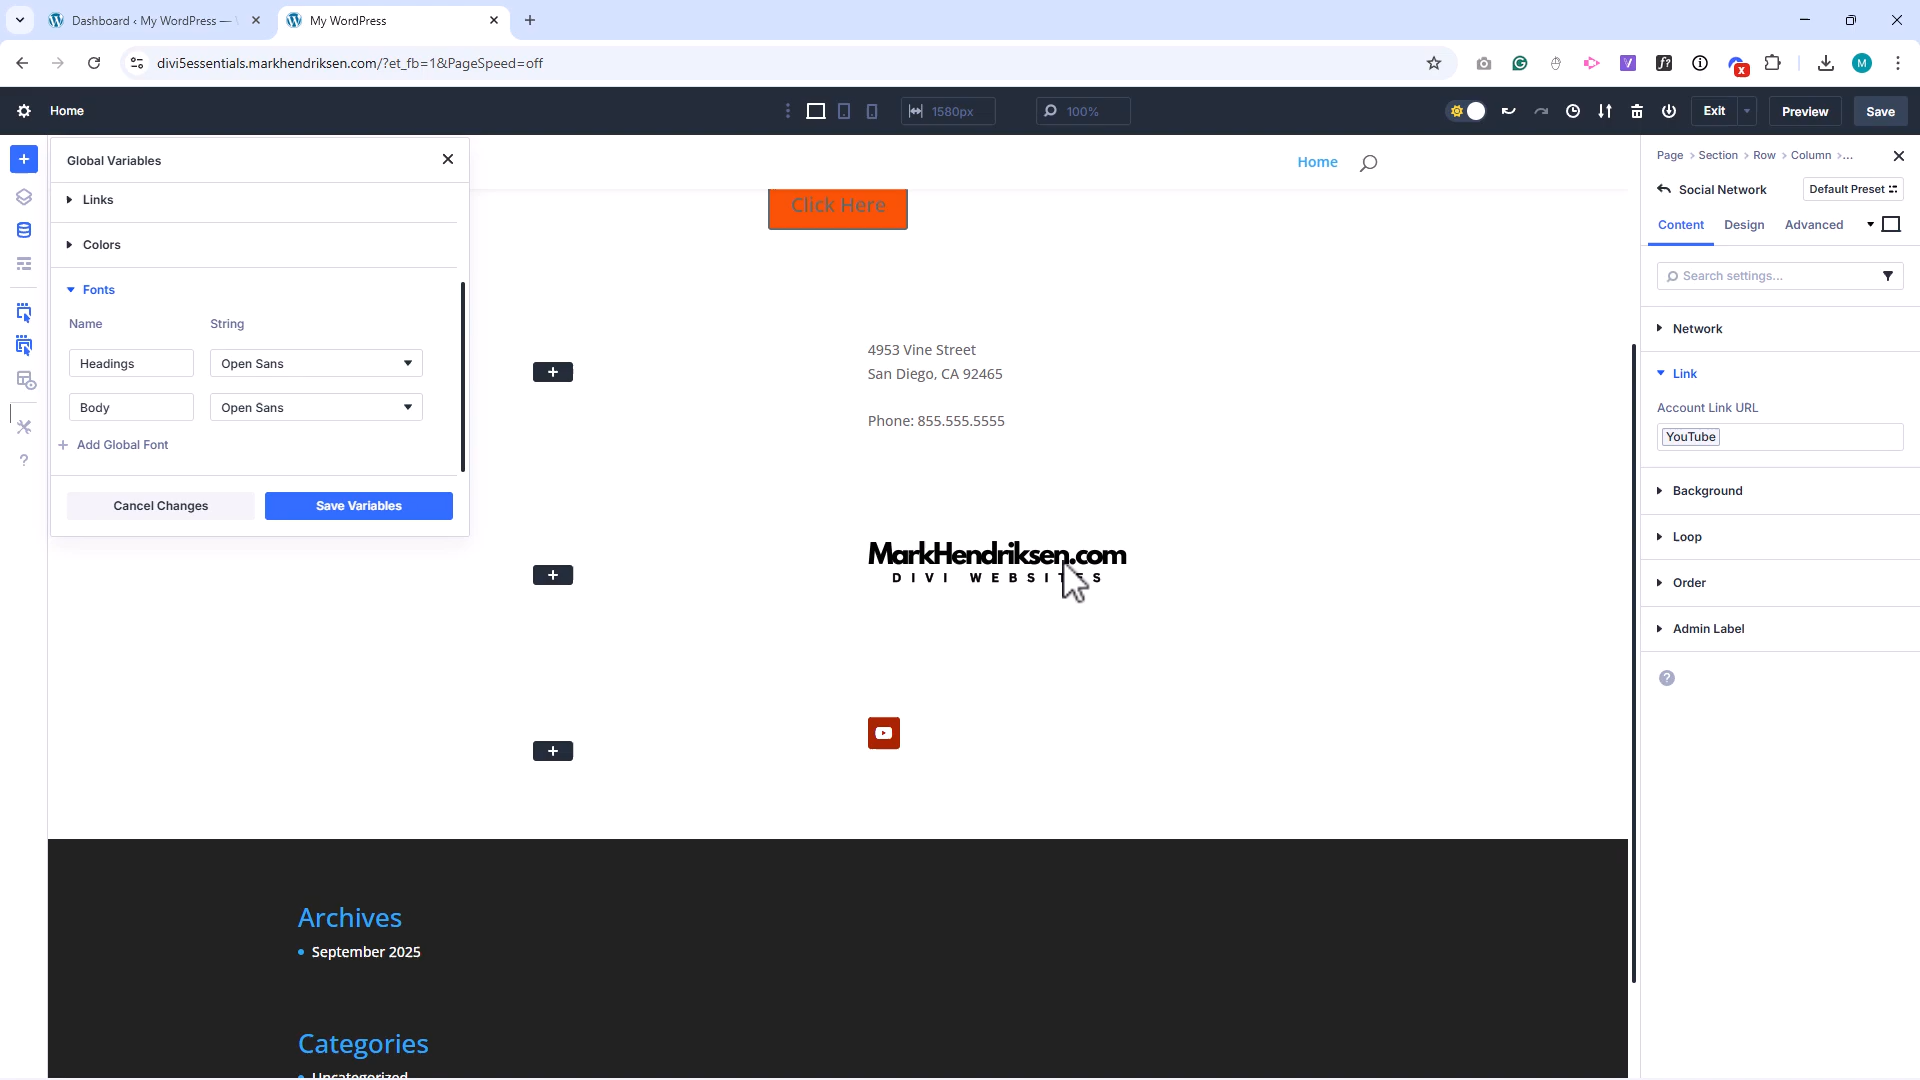 Dashboard ‹ My WordPress —
My WordPress
divi5essentials.markhendriksen.com/?et_fb=1&PageSpeed=off
M
Home
1580px
100%
Exit
Preview
Save
Global Variables
Links
Colors
Fonts
Name
String
Headings
Open Sans
Body
Open Sans
+ Add Global Font
Cancel Changes
Save Variables
Home
Click Here
4953 Vine Street
San Diego, CA 92465
Phone: 855.555.5555
MarkHendriksen.com
DIVI WEBSITES
Archives
September 2025
Categories
Uncategorized
Page > Section > Row > Column >...
Social Network
Default Preset
Content
Design
Advanced
Search settings...
Network
Link
Account Link URL
YouTube
Background
Loop
Order
Admin Label